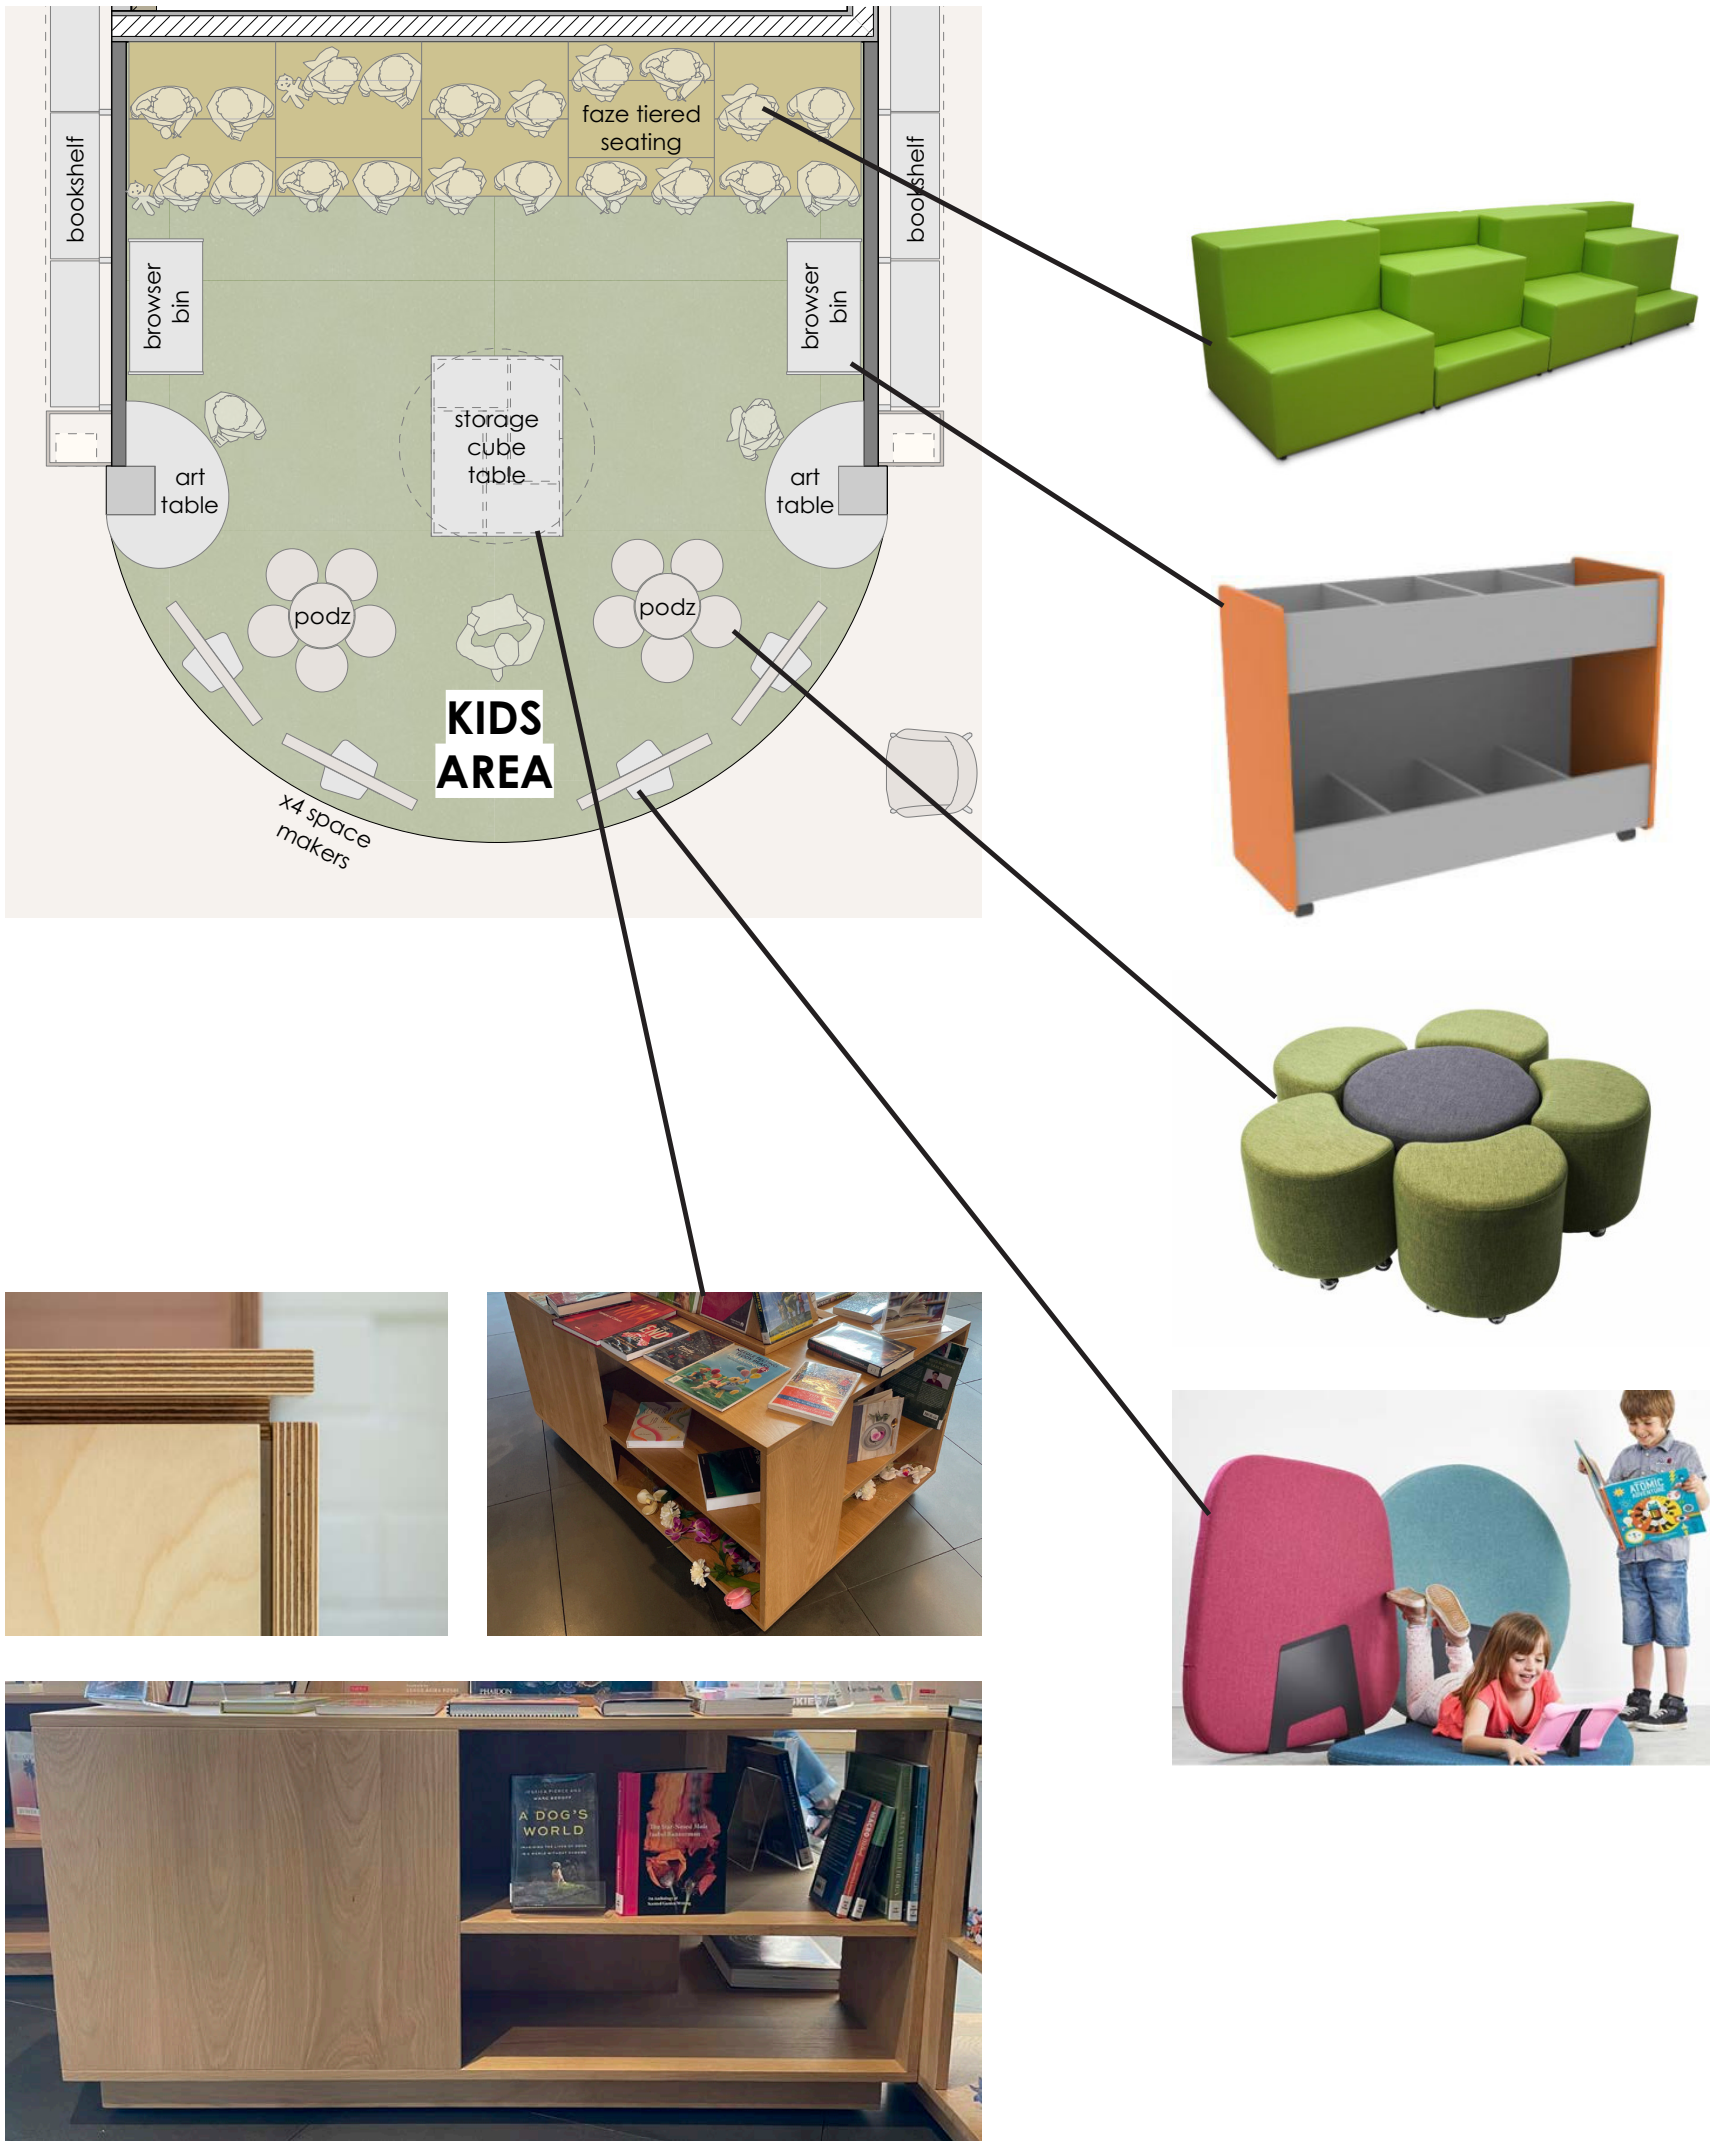 faze tiered
seating
bookshelf
bookshelf
browser
bin
browser
bin
storage
cube
table
art
table
art
table
podz
podz
KIDS
AREA
x4 space
makers
ATOMIC
ADVENTURE
PHAIDON
A DOG'S
WORLD